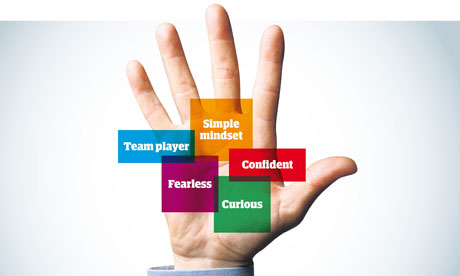 Simple
mindset
Team player
Confident
Fearless
Curious